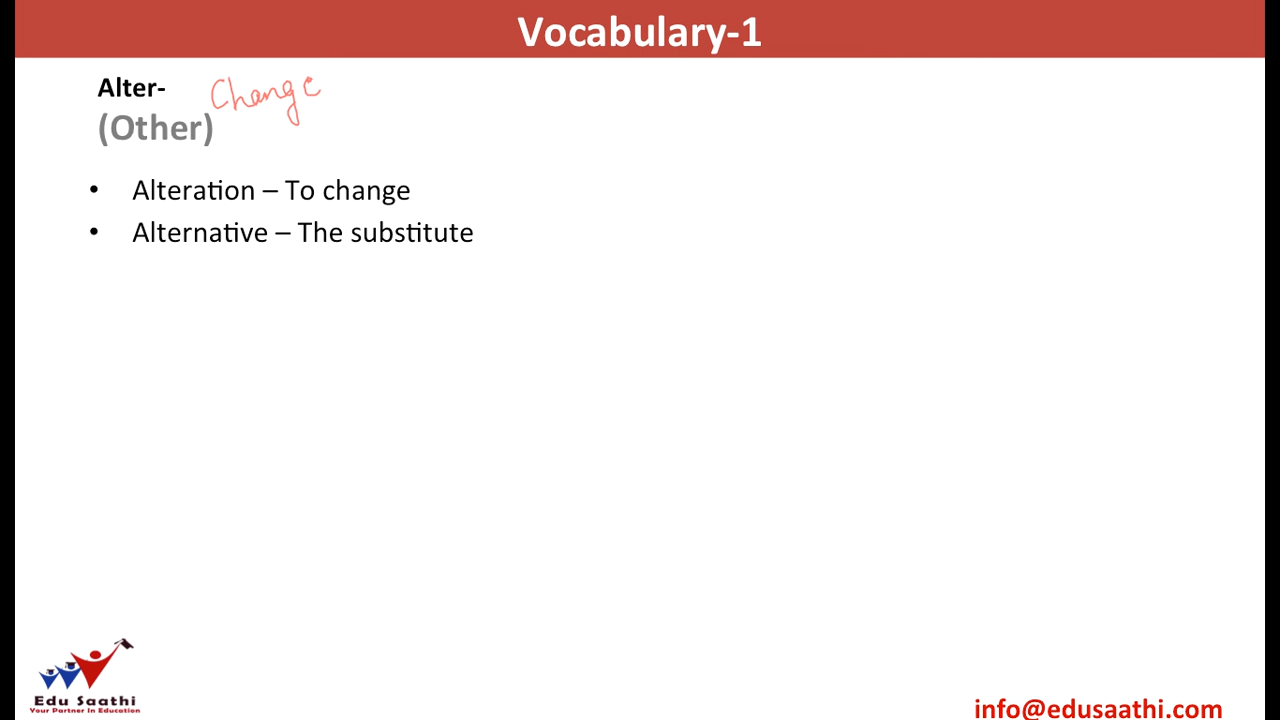 Vocabulary-1
Alter- Change
(Other)
• Alteration – To change
• Alternative – The substitute
Edu Saathi
Your Partner In Education
info@edusaathi.com